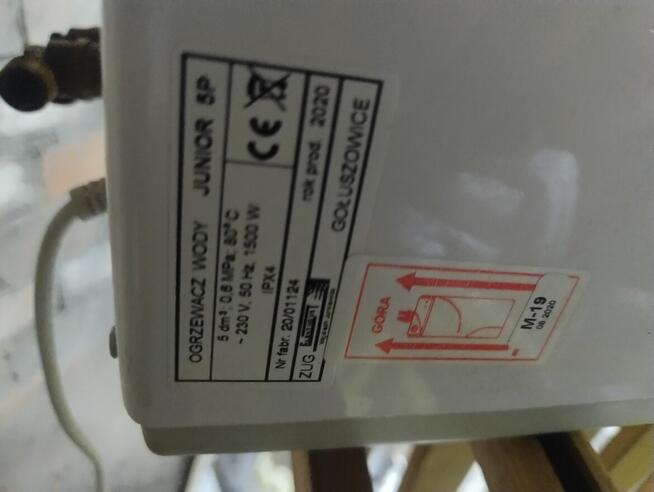 OGRZEWACZ WODY JUNIOR 5P
5 dm³; 0,6 MPa; 80°C
~ 230 V, 50 Hz, 1500 W
IPX4
CE
Nr fabr. 20/01124
rok prod. 2020
ZUG
GOŁUSZOWICE
GÓRA
M-19
08.2020